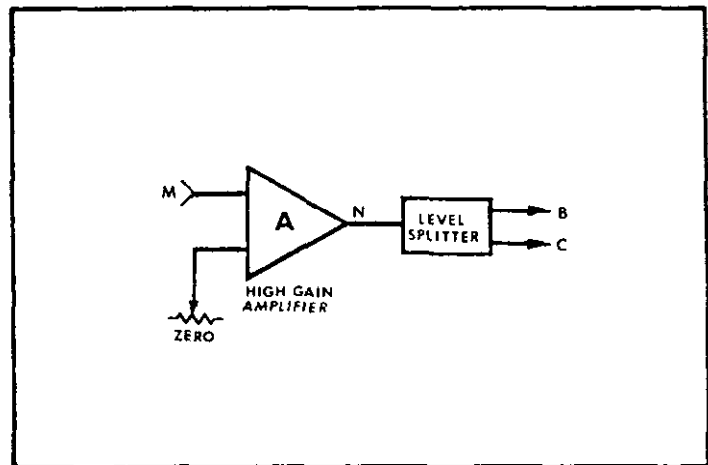 M
A
N
LEVEL
SPLITTER
B
C
HIGH GAIN
AMPLIFIER
ZERO